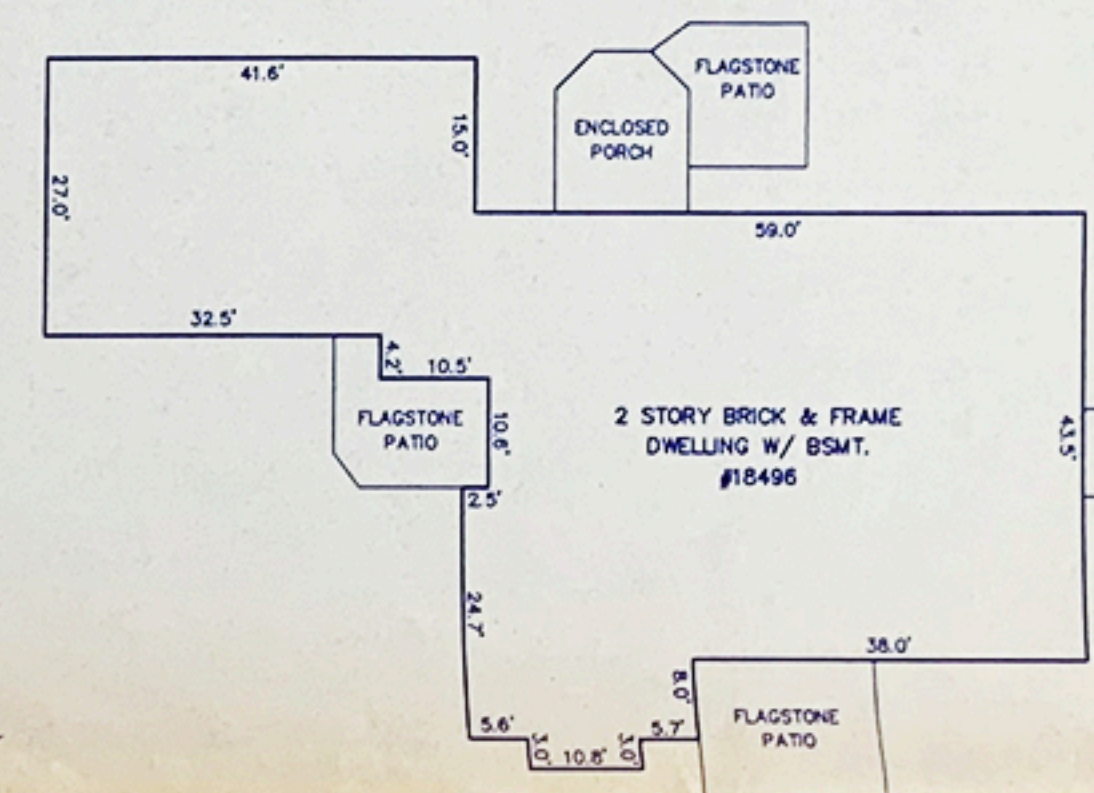 41.6'
15.0'
27.0'
FLAGSTONE
PATIO
ENCLOSED
PORCH
59.0'
32.5'
4.2'
10.5'
FLAGSTONE
PATIO
10.6'
2.5'
2 STORY BRICK & FRAME
DWELLING W/ BSMT.
#18496
43.5'
24.7'
38.0'
8.0'
5.6'
3.0'
10.8'
3.0'
5.7'
FLAGSTONE
PATIO